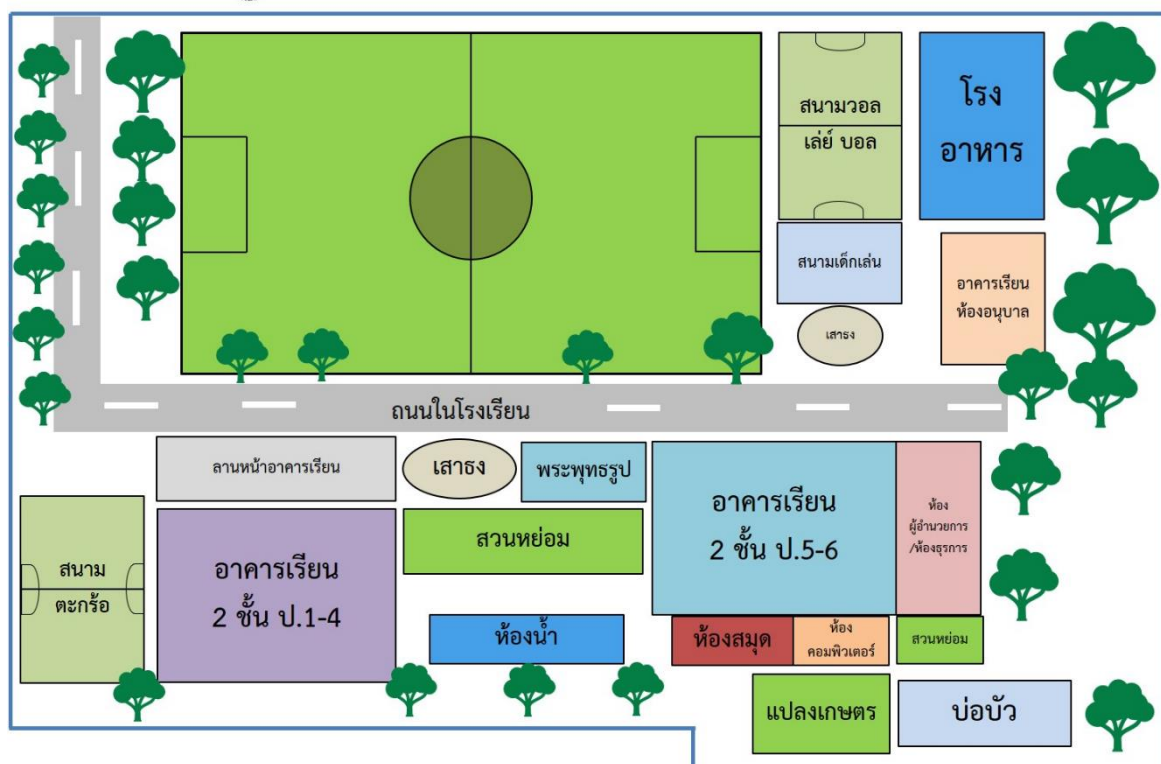 สนามวอล
เล่ย์ บอล
โรง
อาหาร
สนามเด็กเล่น
อาคารเรียน
ห้องอนุบาล
เสาธง
ถนนในโรงเรียน
ลานหน้าอาคารเรียน
เสาธง
พระพุทธรูป
อาคารเรียน
2 ชั้น ป.5-6
ห้อง
ผู้อำนวยการ
/ห้องธุรการ
สวนหย่อม
สนาม
ตะกร้อ
อาคารเรียน
2 ชั้น ป.1-4
ห้องน้ำ
ห้องสมุด
ห้อง
คอมพิวเตอร์
สวนหย่อม
แปลงเกษตร
บ่อบัว